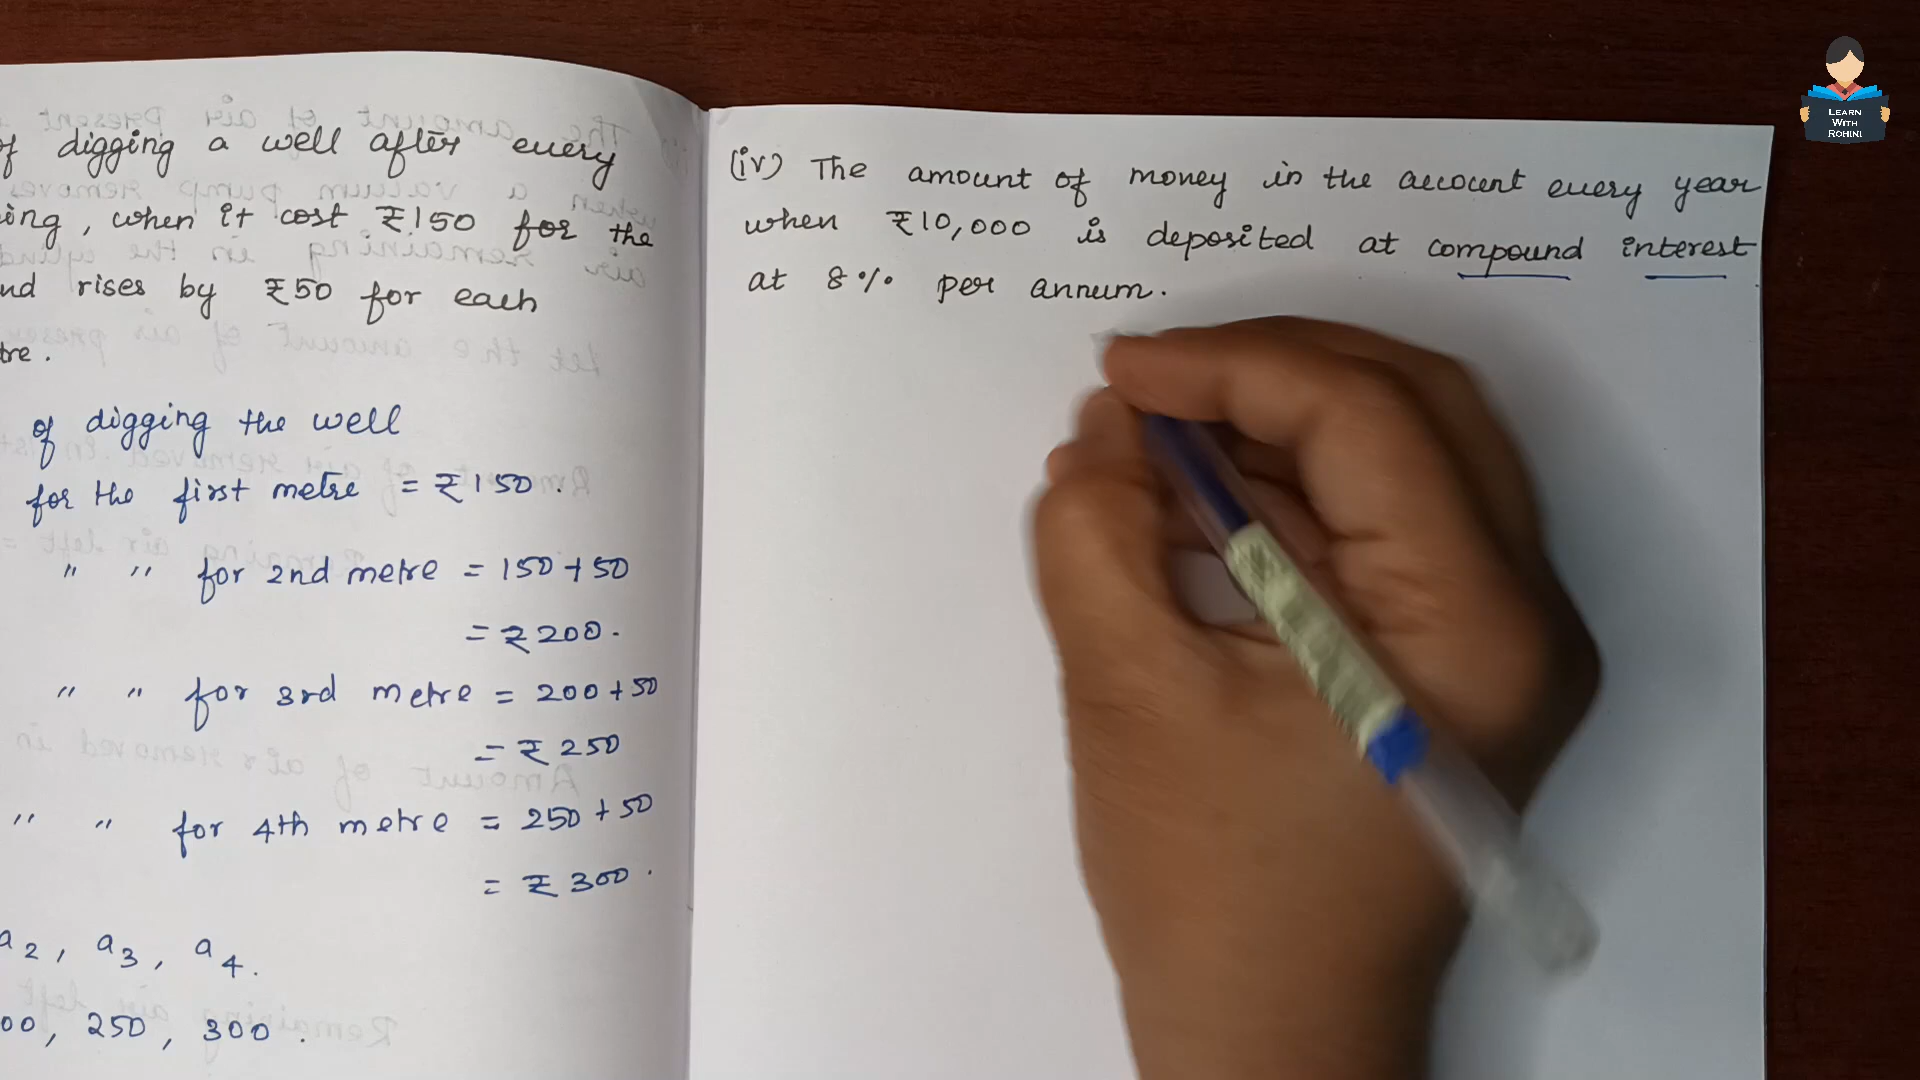 f digging a well after every
ing, when it cost ₹150 for the
nd rises by ₹50 for each
tre.
of digging the well
for the first metre = ₹150.
" " for 2nd metre = 150+50
= ₹200.
" " for 3rd metre = 200+50
= ₹250
" " for 4th metre = 250+50
= ₹300.
a2, a3, a4.
00, 250, 300.
(iv) The amount of money in the account every year
when ₹10,000 is deposited at compound interest
at 8% per annum.
LEARN
WITH
ROHINI